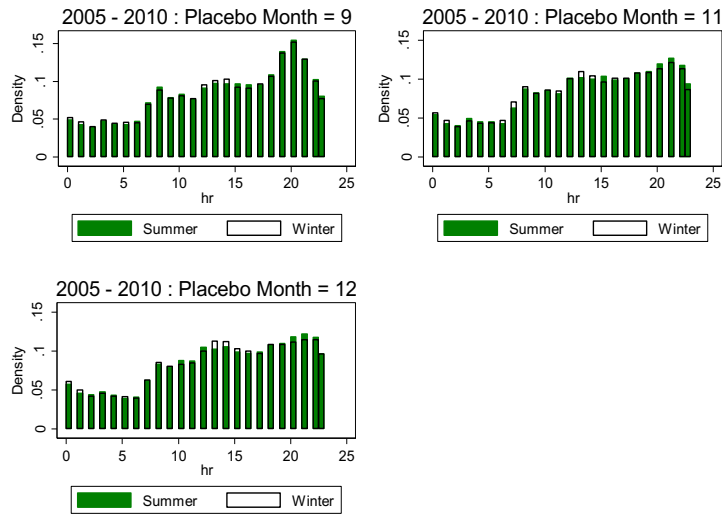 2005 - 2010 : Placebo Month = 9
Density
0 .05 .1 .15
0 5 10 15 20 25
hr
Summer Winter
2005 - 2010 : Placebo Month = 11
Density
0 .05 .1 .15
0 5 10 15 20 25
hr
Summer Winter
2005 - 2010 : Placebo Month = 12
Density
0 .05 .1 .15
0 5 10 15 20 25
hr
Summer Winter